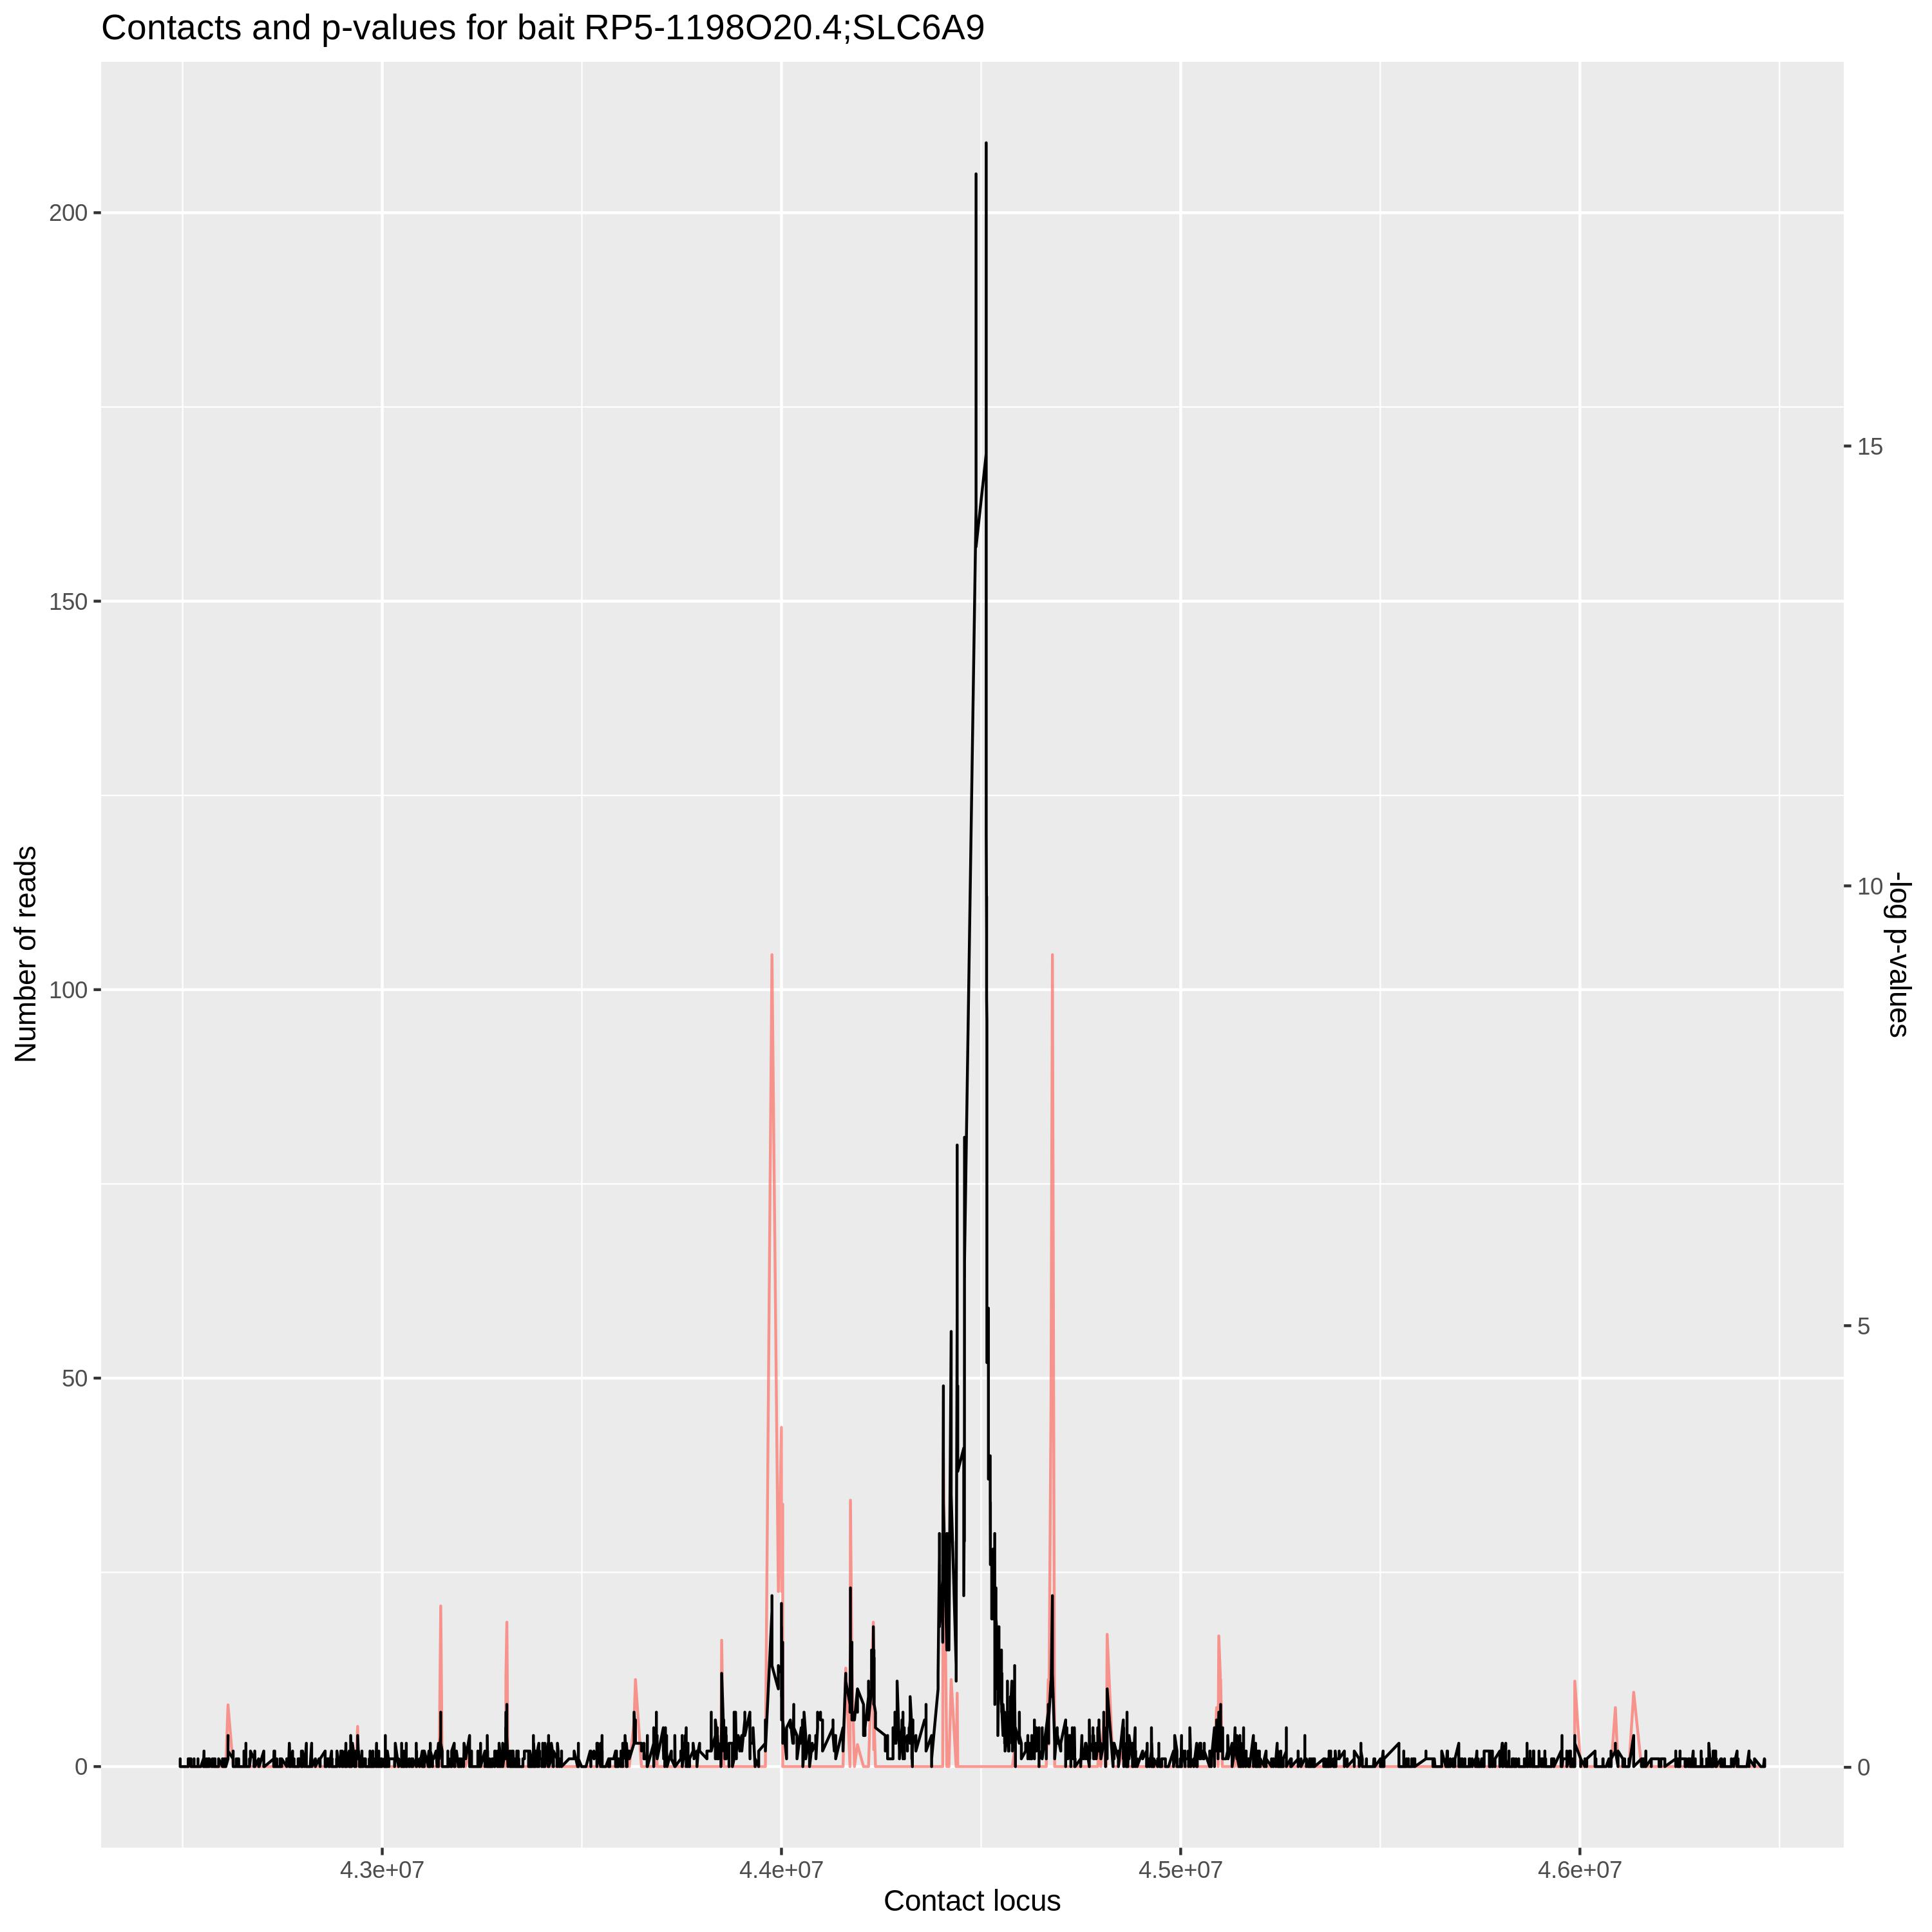 Contacts and p-values for bait RP5-1198O20.4;SLC6A9
200
150
100
50
0
Number of reads
15
10
5
0
-log p-values
4.3e+07
4.4e+07
4.5e+07
4.6e+07
Contact locus